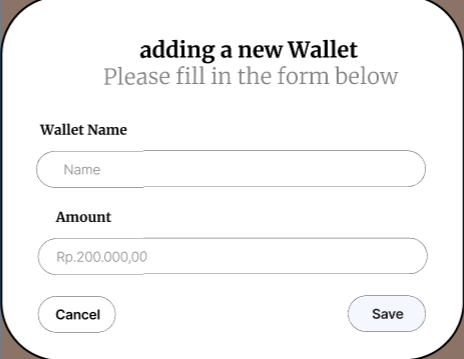 adding a new Wallet
Please fill in the form below
Wallet Name
Name
Amount
Rp.200.000,00
Cancel
Save